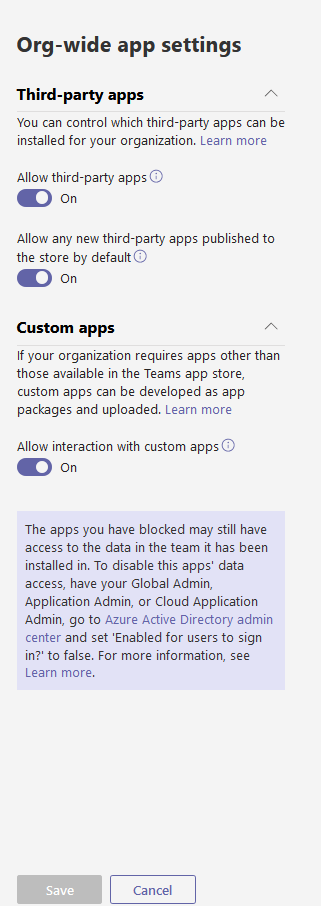 Org-wide app settings
Third-party apps
You can control which third-party apps can be
installed for your organization. Learn more
Allow third-party apps
On
Allow any new third-party apps published to
the store by default
On
Custom apps
If your organization requires apps other than
those available in the Teams app store,
custom apps can be developed as app
packages and uploaded. Learn more
Allow interaction with custom apps
On
The apps you have blocked may still have
access to the data in the team it has been
installed in. To disable this apps' data
access, have your Global Admin,
Application Admin, or Cloud Application
Admin, go to Azure Active Directory admin
center and set 'Enabled for users to sign
in?' to false. For more information, see
Learn more.
Save Cancel